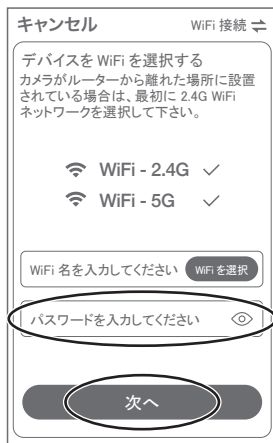 キャンセル WiFi 接続
デバイスを WiFi を選択する
カメラがルーターから離れた場所に設置
されている場合は、最初に 2.4G WiFi
ネットワークを選択して下さい。
WiFi - 2.4G
WiFi - 5G
WiFi 名を入力してください WiFi を選択
パスワードを入力してください
次へ